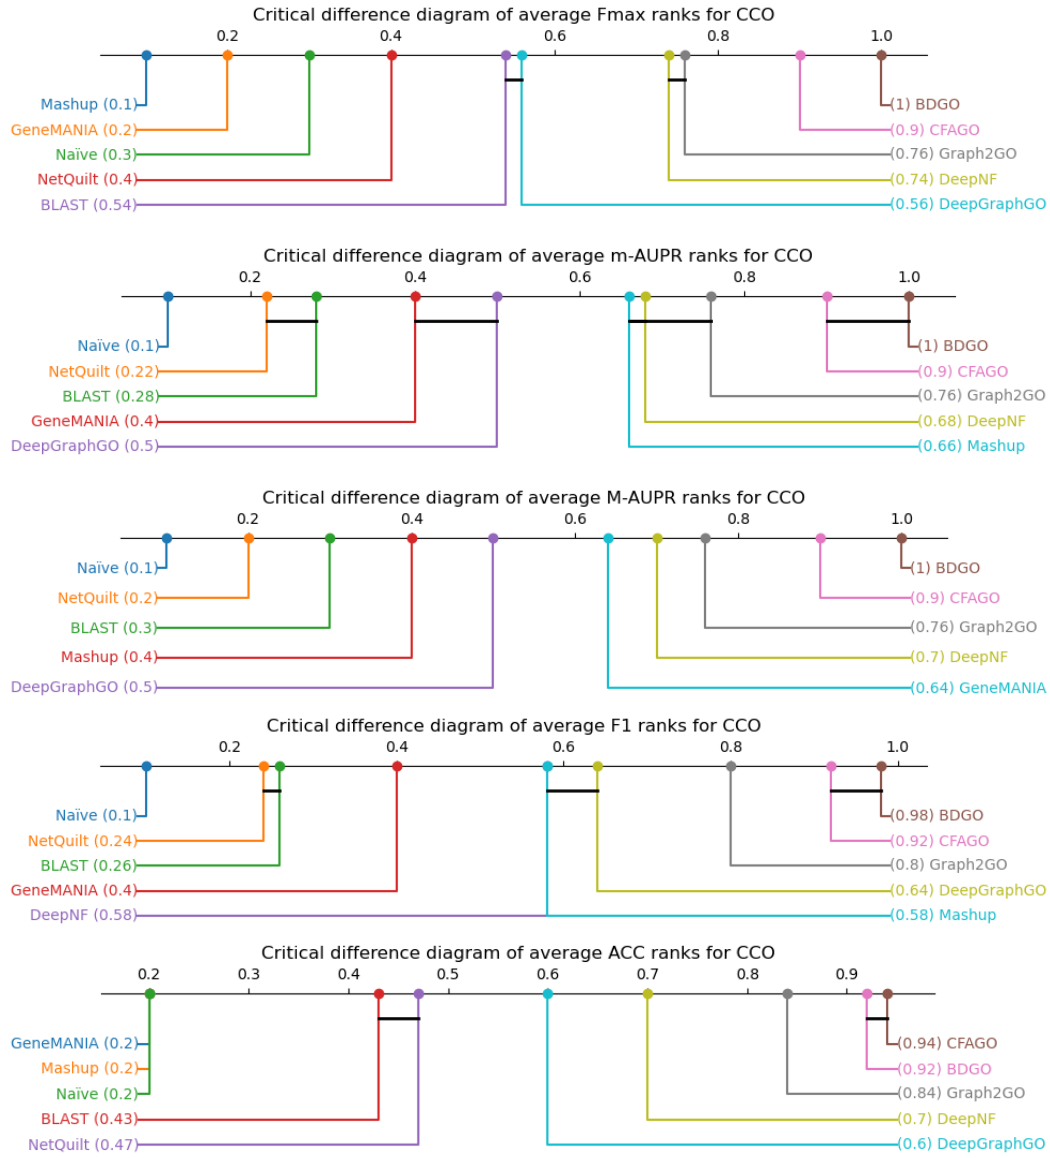 Critical difference diagram of average Fmax ranks for CCO
0.2 0.4 0.6 0.8 1.0
Mashup (0.1) (1) BDGO
GeneMANIA (0.2) (0.9) CFAGO
Naïve (0.3) (0.76) Graph2GO
NetQuilt (0.4) (0.74) DeepNF
BLAST (0.54) (0.56) DeepGraphGO
Critical difference diagram of average m-AUPR ranks for CCO
0.2 0.4 0.6 0.8 1.0
Naïve (0.1) (1) BDGO
NetQuilt (0.22) (0.9) CFAGO
BLAST (0.28) (0.76) Graph2GO
GeneMANIA (0.4) (0.68) DeepNF
DeepGraphGO (0.5) (0.66) Mashup
Critical difference diagram of average M-AUPR ranks for CCO
0.2 0.4 0.6 0.8 1.0
Naïve (0.1) (1) BDGO
NetQuilt (0.2) (0.9) CFAGO
BLAST (0.3) (0.76) Graph2GO
Mashup (0.4) (0.7) DeepNF
DeepGraphGO (0.5) (0.64) GeneMANIA
Critical difference diagram of average F1 ranks for CCO
0.2 0.4 0.6 0.8 1.0
Naïve (0.1) (0.98) BDGO
NetQuilt (0.24) (0.92) CFAGO
BLAST (0.26) (0.8) Graph2GO
GeneMANIA (0.4) (0.64) DeepGraphGO
DeepNF (0.58) (0.58) Mashup
Critical difference diagram of average ACC ranks for CCO
0.2 0.3 0.4 0.5 0.6 0.7 0.8 0.9
GeneMANIA (0.2) (0.94) CFAGO
Mashup (0.2) (0.92) BDGO
Naïve (0.2) (0.84) Graph2GO
BLAST (0.43) (0.7) DeepNF
NetQuilt (0.47) (0.6) DeepGraphGO